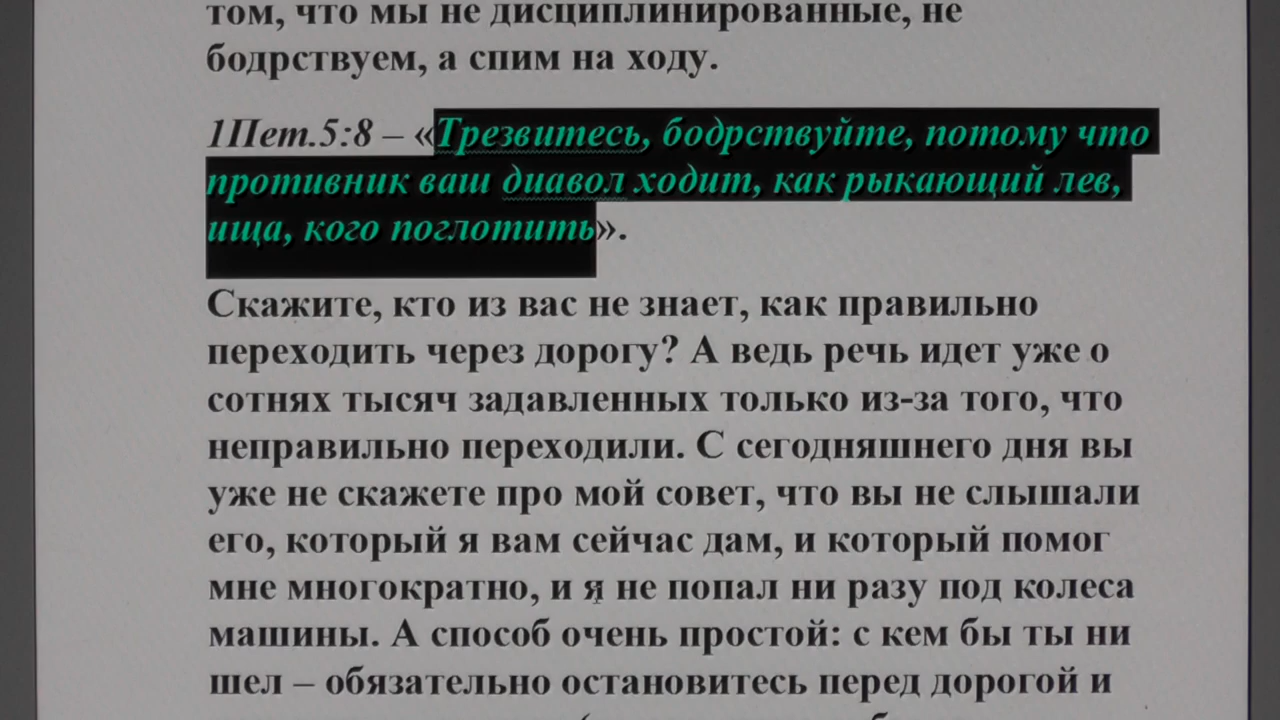 том, что мы не дисциплинированные, не
бодрствуем, а спим на ходу.
1Пет.5:8 – «Трезвитесь, бодрствуйте, потому что
противник ваш диавол ходит, как рыкающий лев,
ища, кого поглотить».
Скажите, кто из вас не знает, как правильно
переходить через дорогу? А ведь речь идет уже о
сотнях тысяч задавленных только из-за того, что
неправильно переходили. С сегодняшнего дня вы
уже не скажете про мой совет, что вы не слышали
его, который я вам сейчас дам, и который помог
мне многократно, и я не попал ни разу под колеса
машины. А способ очень простой: с кем бы ты ни
шел – обязательно остановитесь перед дорогой и